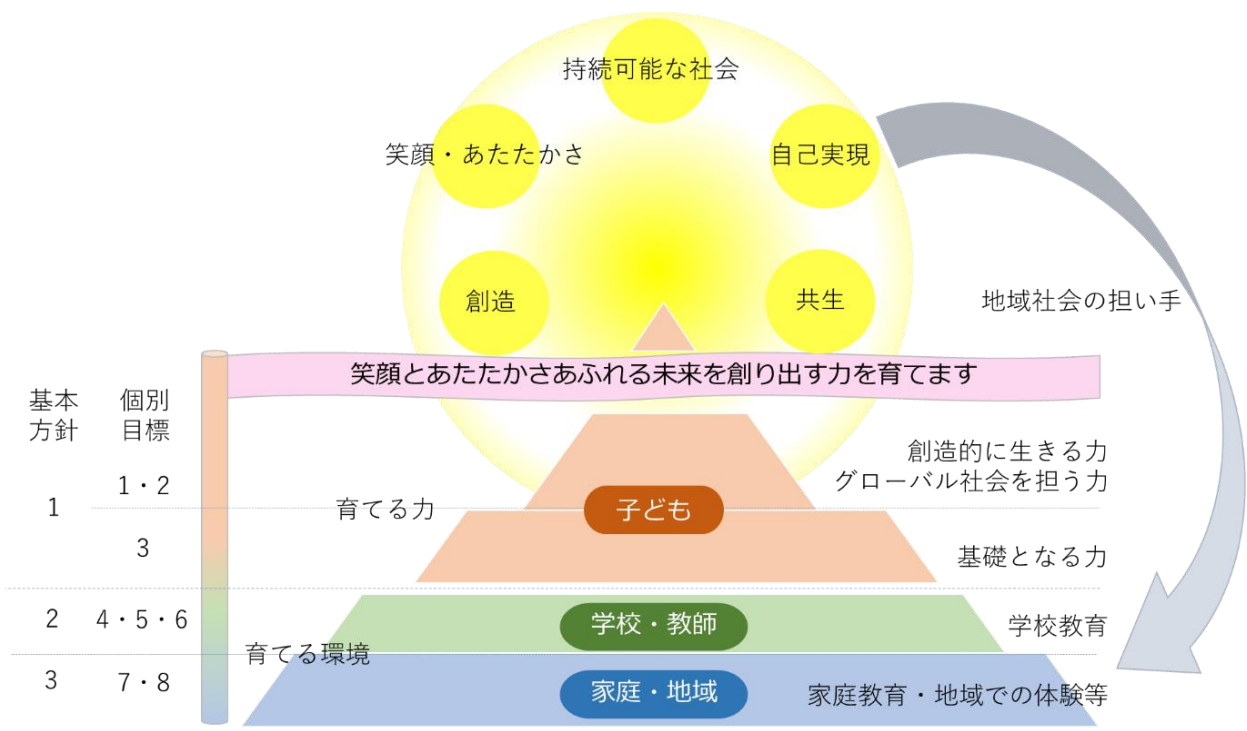 持続可能な社会
笑顔・あたたかさ
自己実現
創造
共生
地域社会の担い手
笑顔とあたたかさあふれる未来を創り出す力を育てます
基本
方針
個別
目標
1・2
1
3
育てる力
子ども
創造的に生きる力
グローバル社会を担う力
基礎となる力
2
4・5・6
学校・教師
学校教育
育てる環境
3
7・8
家庭・地域
家庭教育・地域での体験等